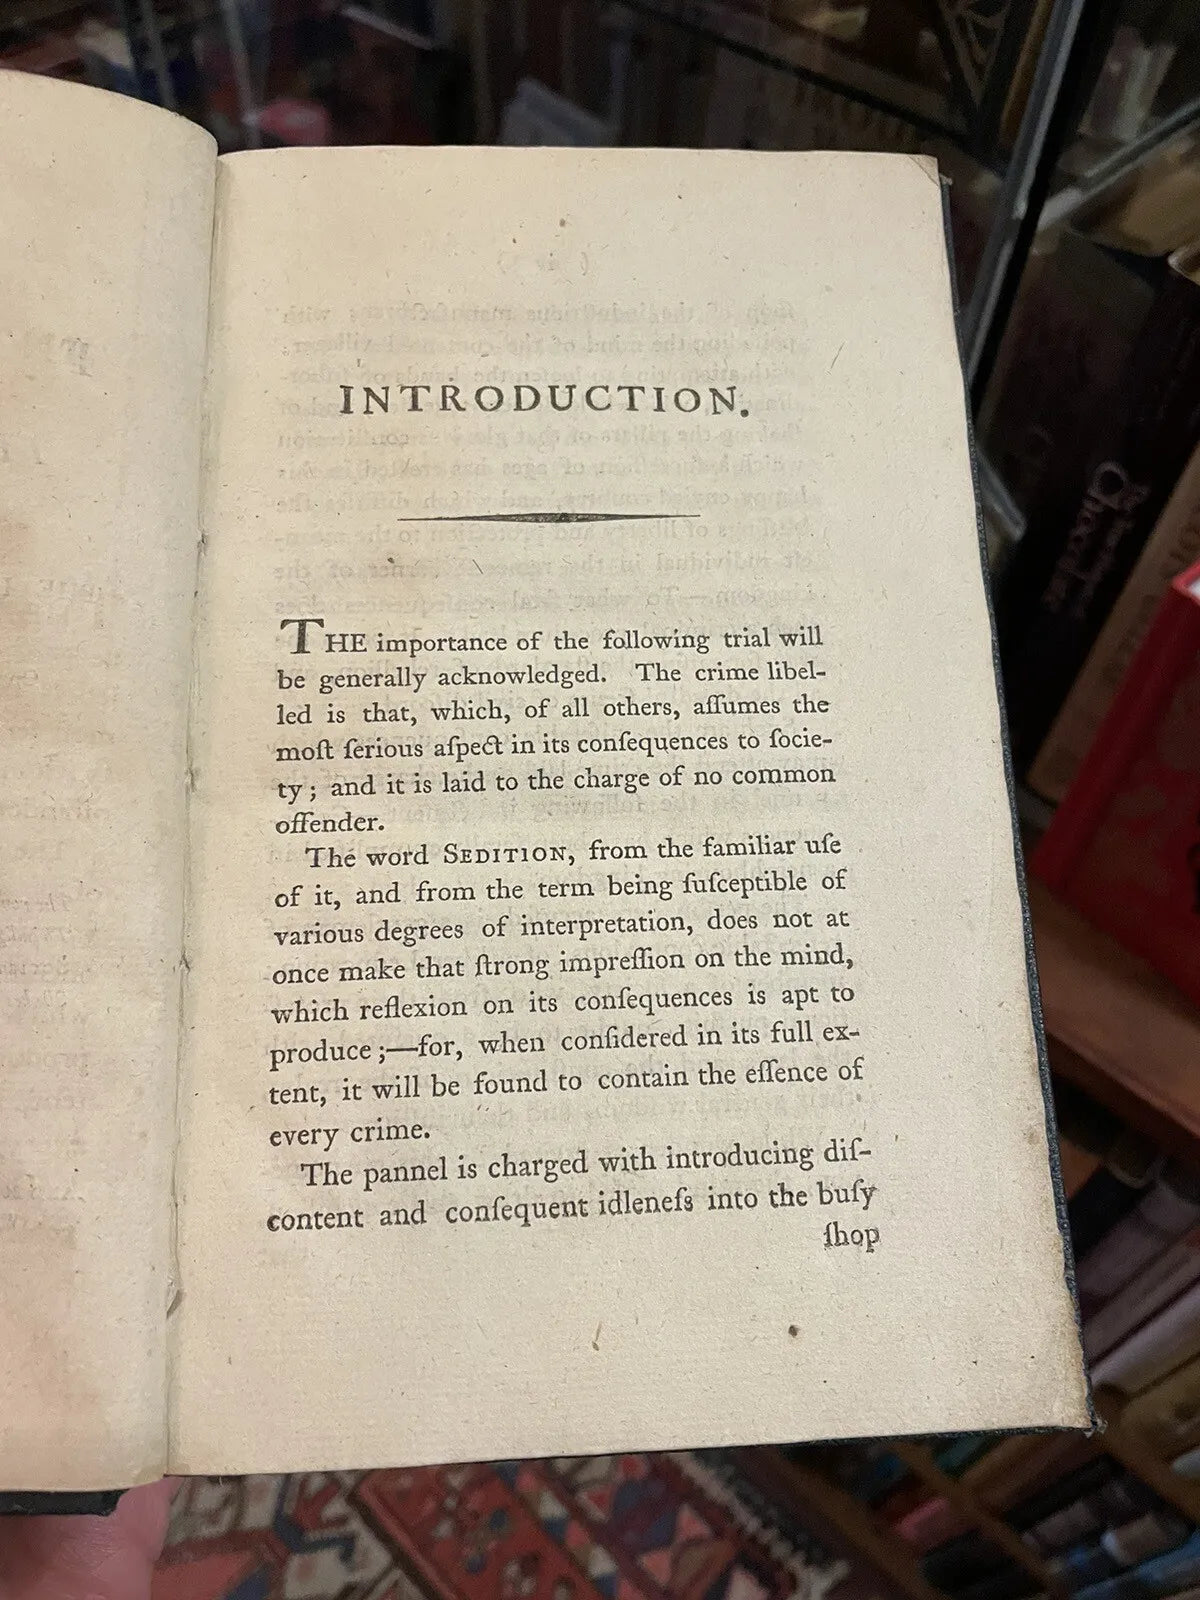 INTRODUCTION.
THE importance of the following trial will
be generally acknowledged. The crime libel-
led is that, which, of all others, aſſumes the
moſt ſerious aſpect in its conſequences to ſocie-
ty; and it is laid to the charge of no common
offender.
The word SEDITION, from the familiar uſe
of it, and from the term being ſuſceptible of
various degrees of interpretation, does not at
once make that ſtrong impreſſion on the mind,
which reflexion on its conſequences is apt to
produce;—for, when conſidered in its full ex-
tent, it will be found to contain the eſſence of
every crime.
The pannel is charged with introducing diſ-
content and conſequent idleneſs into the buſy
ſhop